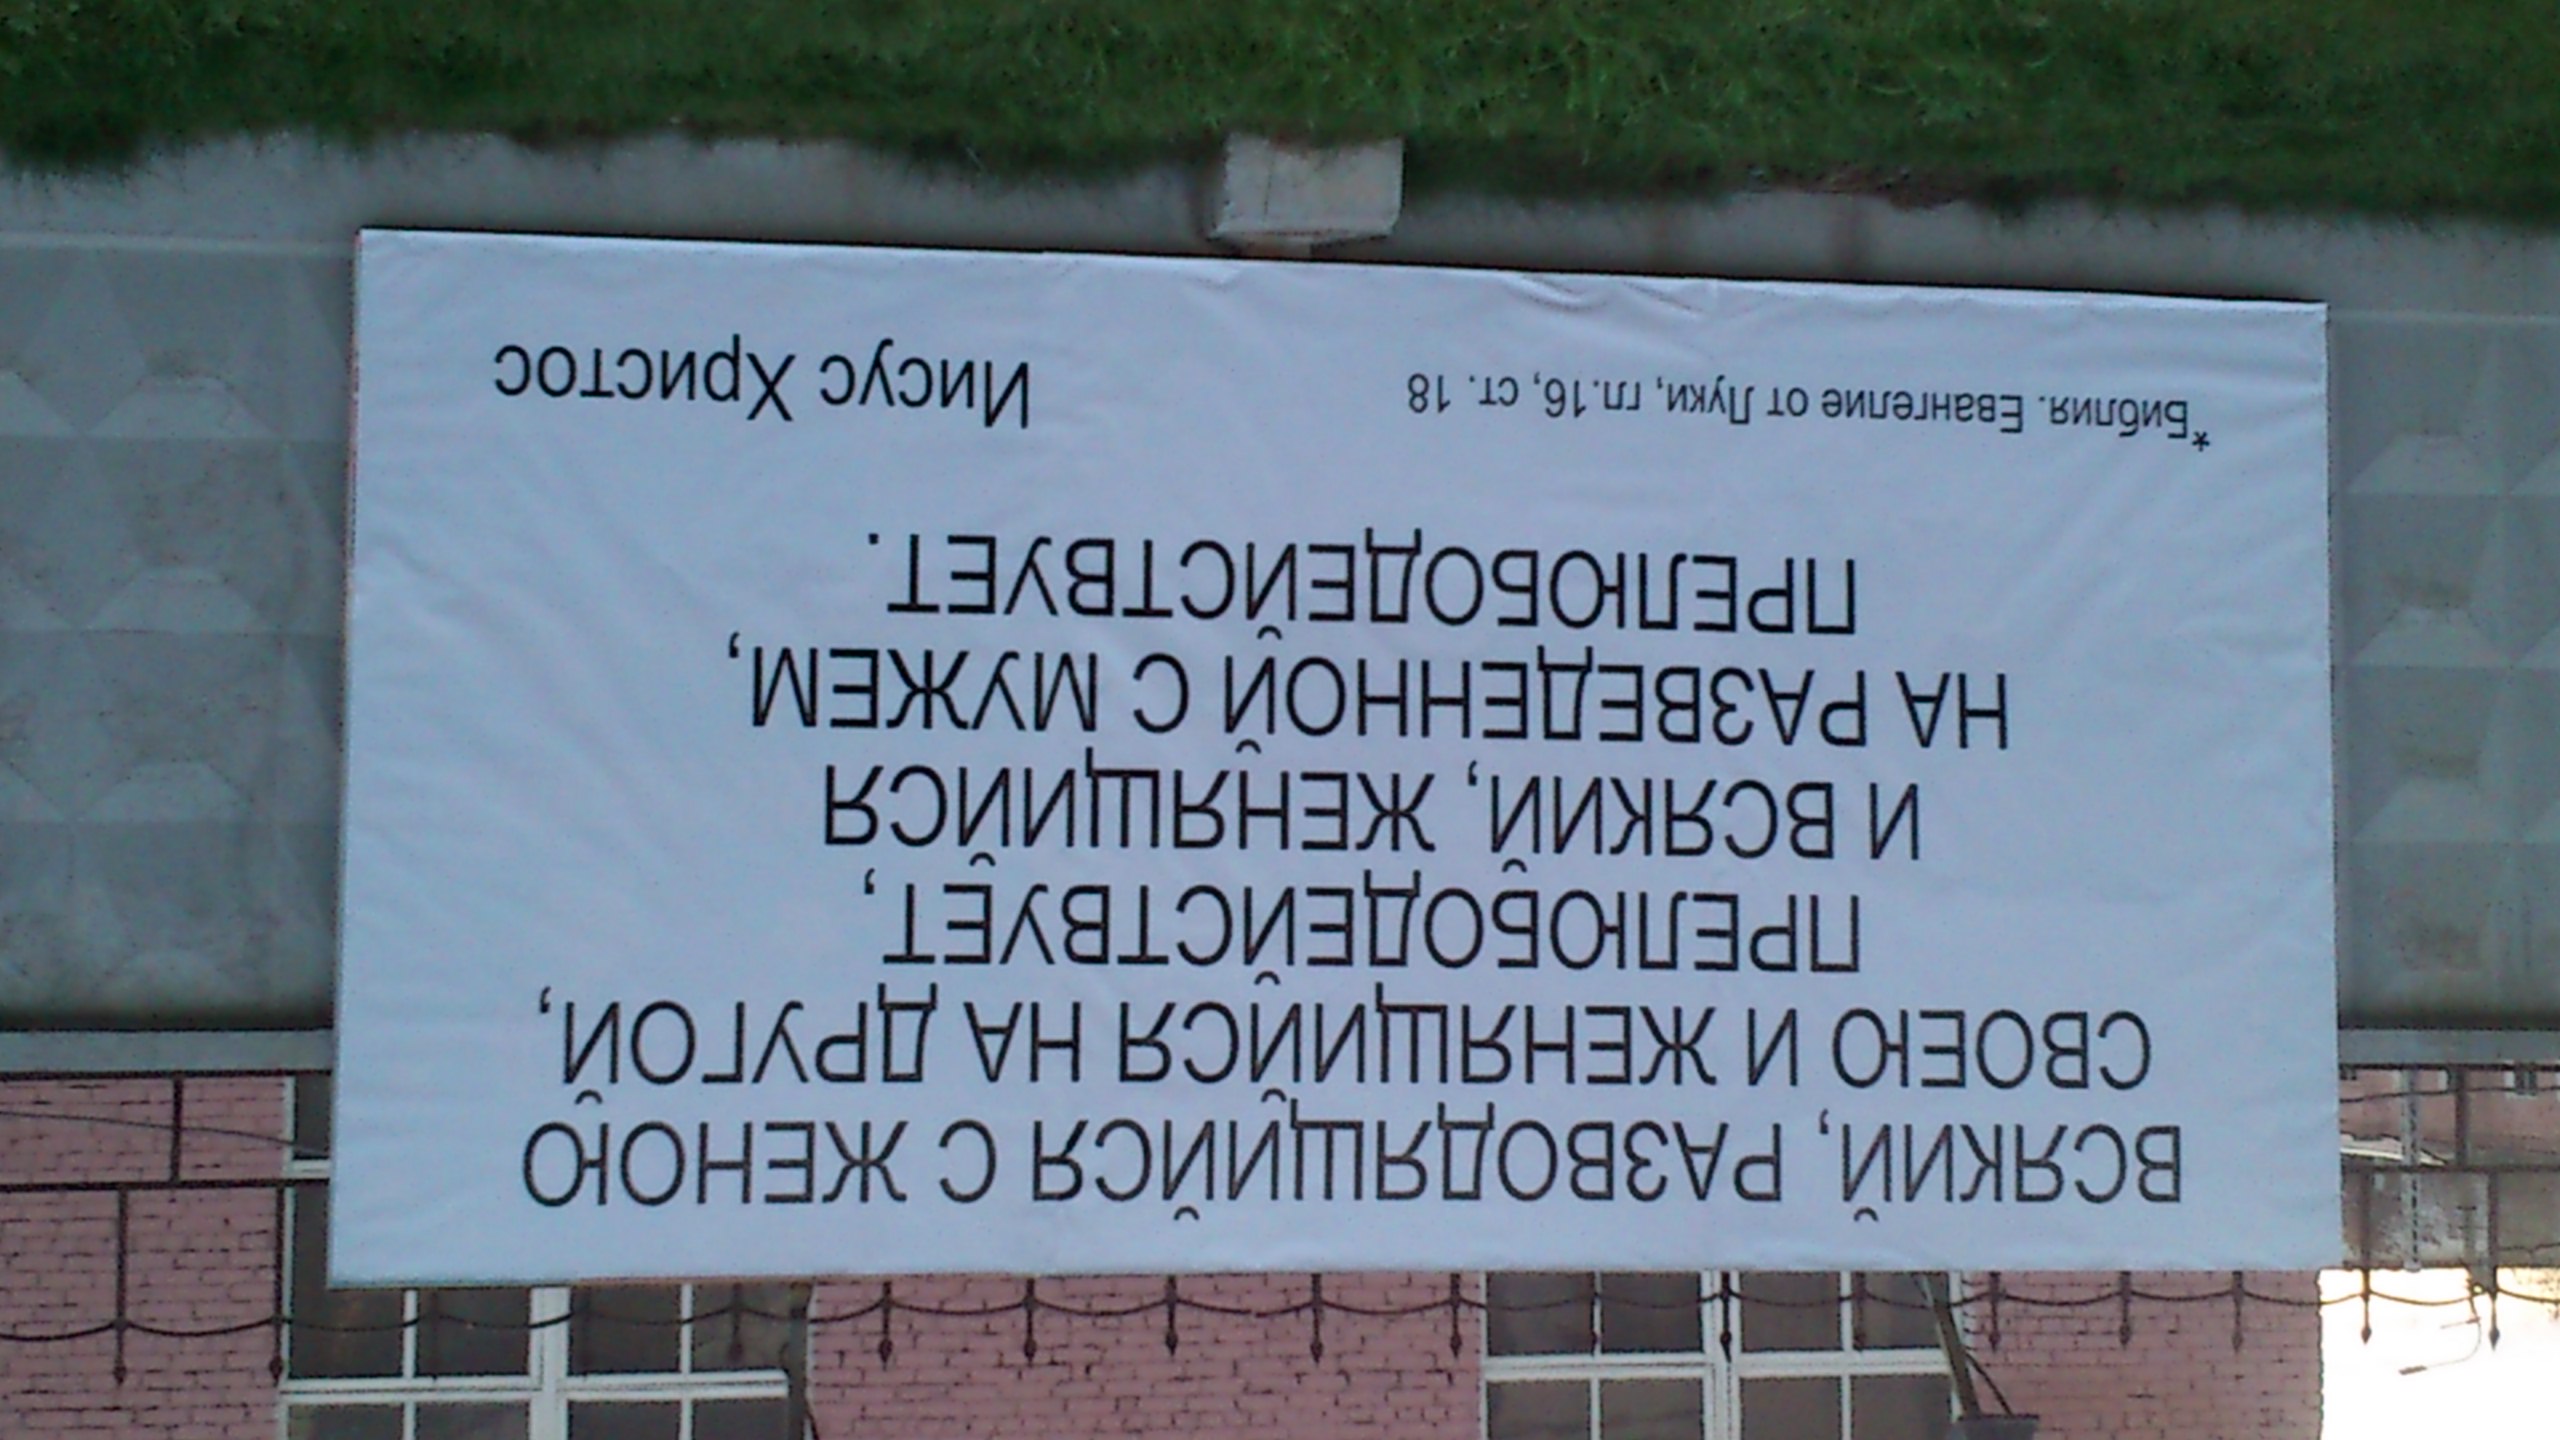 ВСЯКИЙ, РАЗВОДЯЩИЙСЯ С ЖЕНОЮ
СВОЕЮ И ЖЕНЯЩИЙСЯ НА ДРУГОЙ,
ПРЕЛЮБОДЕЙСТВУЕТ,
И ВСЯКИЙ, ЖЕНЯЩИЙСЯ
НА РАЗВЕДЕННОЙ С МУЖЕМ,
ПРЕЛЮБОДЕЙСТВУЕТ.
*Библия. Евангелие от Луки, гл.16, ст. 18 Иисус Христос